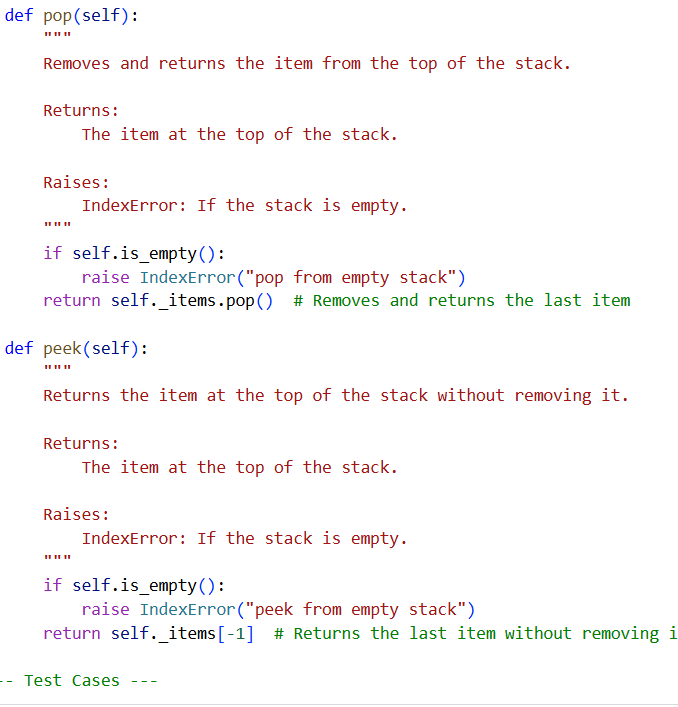 def pop(self):
    """
    Removes and returns the item from the top of the stack.

    Returns:
        The item at the top of the stack.

    Raises:
        IndexError: If the stack is empty.
    """
    if self.is_empty():
        raise IndexError("pop from empty stack")
    return self._items.pop()  # Removes and returns the last item

def peek(self):
    """
    Returns the item at the top of the stack without removing it.

    Returns:
        The item at the top of the stack.

    Raises:
        IndexError: If the stack is empty.
    """
    if self.is_empty():
        raise IndexError("peek from empty stack")
    return self._items[-1]  # Returns the last item without removing i

-- Test Cases ---